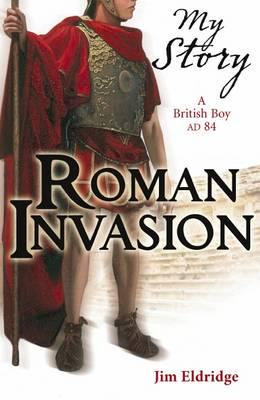 My
Story
A
British Boy
AD 84
ROMAN
INVASION
Jim Eldridge